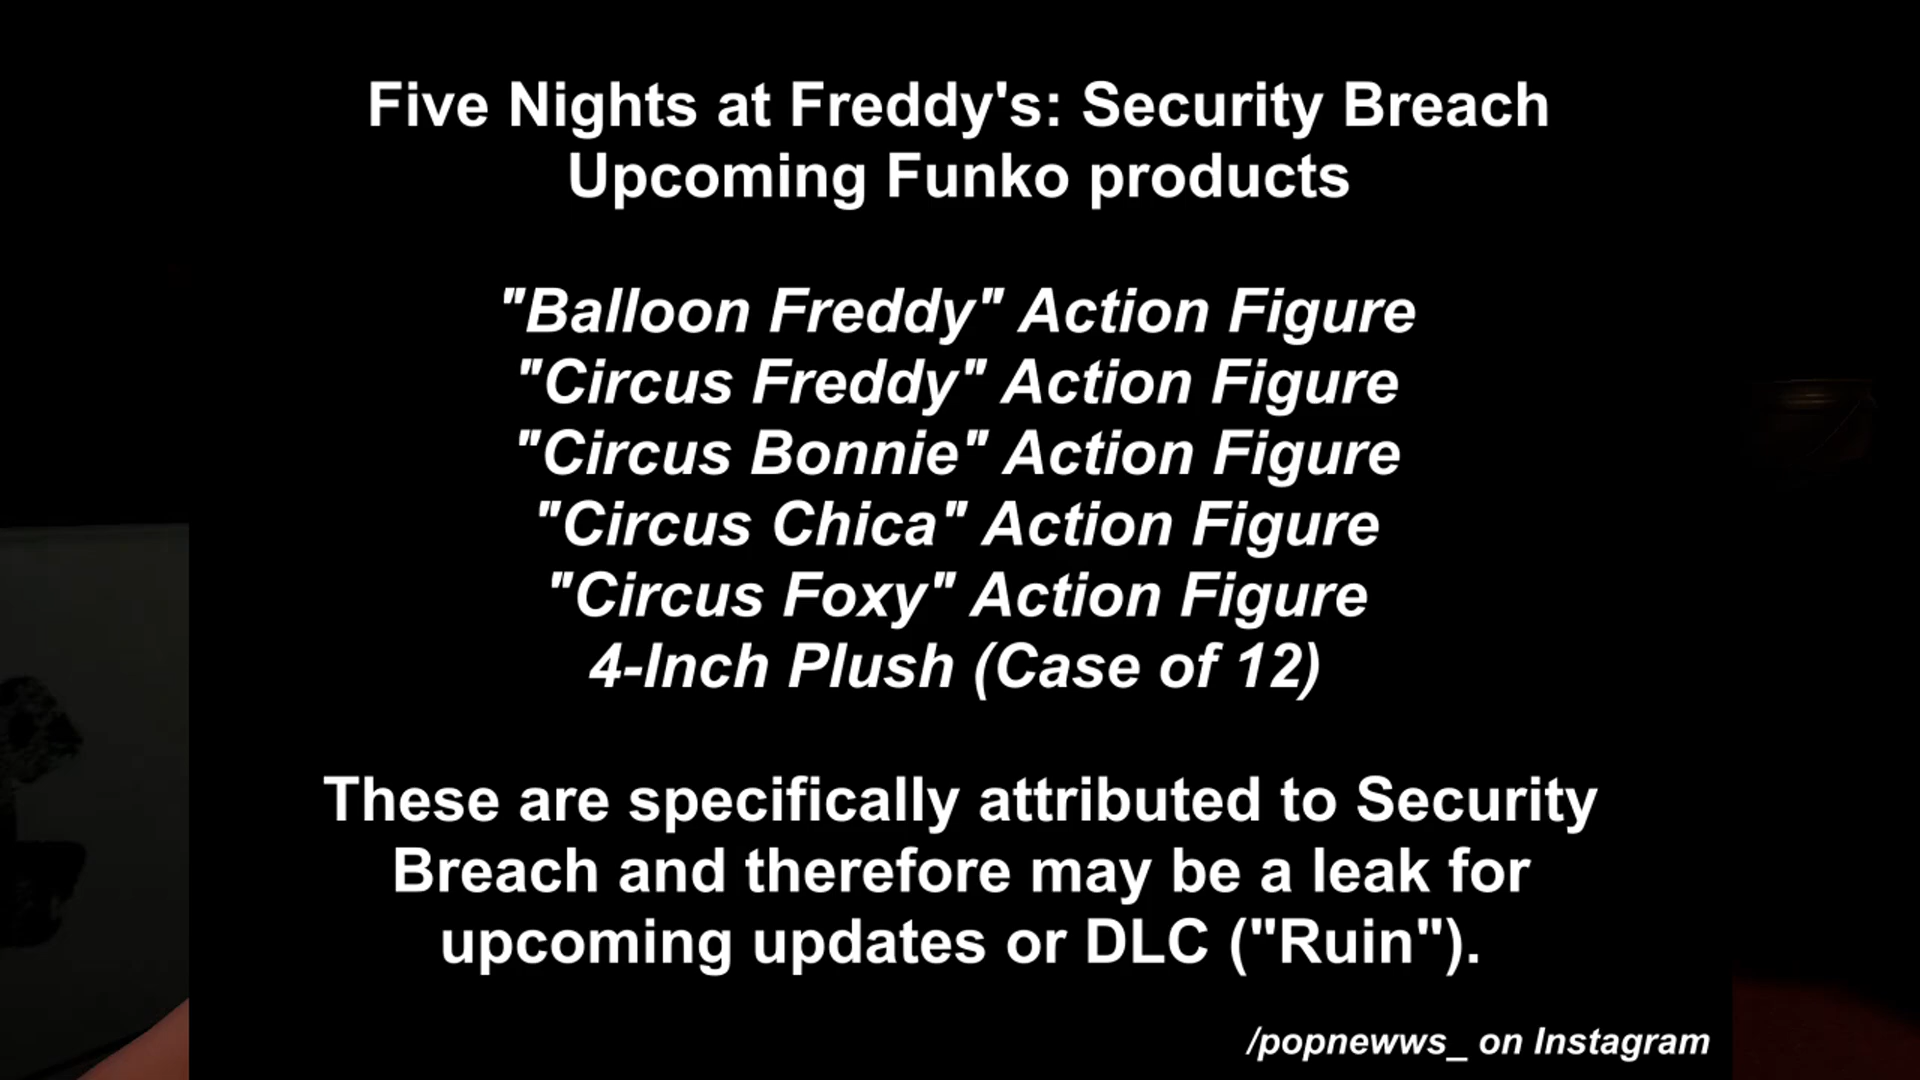 Five Nights at Freddy's: Security Breach
Upcoming Funko products
"Balloon Freddy" Action Figure
"Circus Freddy" Action Figure
"Circus Bonnie" Action Figure
"Circus Chica" Action Figure
"Circus Foxy" Action Figure
4-Inch Plush (Case of 12)
These are specifically attributed to Security
Breach and therefore may be a leak for
upcoming updates or DLC ("Ruin").
/popnewws_ on Instagram